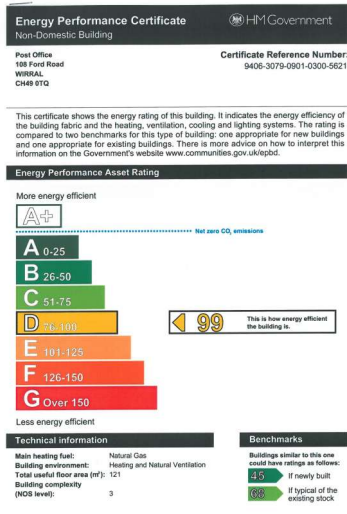 Energy Performance Certificate
HM Government
Non-Domestic Building
Post Office
108 Ford Road
WIRRAL
CH49 0TQ
Certificate Reference Number:
9406-3079-0901-0300-5621
This certificate shows the energy rating of this building. It indicates the energy efficiency of
the building fabric and the heating, ventilation, cooling and lighting systems. The rating is
compared to two benchmarks for this type of building: one appropriate for new buildings
and one appropriate for existing buildings. There is more advice on how to interpret this
information on the Government's website www.communities.gov.uk/epbd.
Energy Performance Asset Rating
More energy efficient
A+
Net zero CO₂ emissions
A 0-25
B 26-50
C 51-75
D 76-100
99
This is how energy efficient
the building is.
E 101-125
F 126-150
G Over 150
Less energy efficient
Technical information
Main heating fuel: Natural Gas
Building environment: Heating and Natural Ventilation
Total useful floor area (m²): 121
Building complexity
(NOS level): 3
Benchmarks
Buildings similar to this one
could have ratings as follows:
45 If newly built
68 If typical of the
existing stock